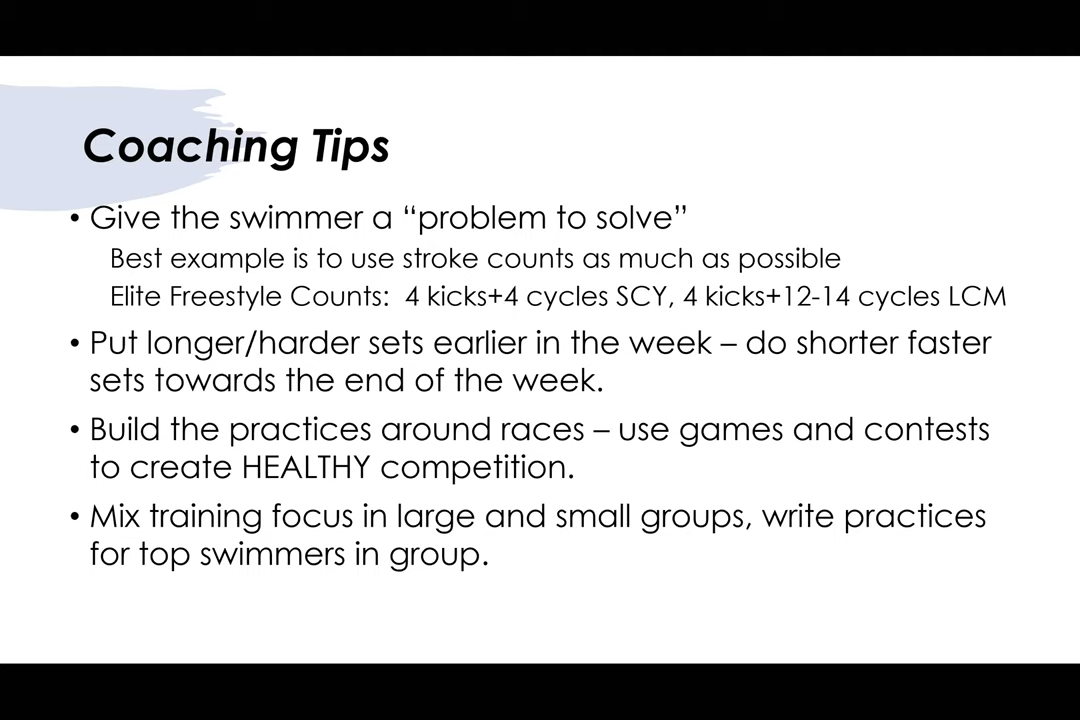 Coaching Tips
• Give the swimmer a “problem to solve”
Best example is to use stroke counts as much as possible
Elite Freestyle Counts:  4 kicks+4 cycles SCY, 4 kicks+12-14 cycles LCM
• Put longer/harder sets earlier in the week – do shorter faster
sets towards the end of the week.
• Build the practices around races – use games and contests
to create HEALTHY competition.
• Mix training focus in large and small groups, write practices
for top swimmers in group.